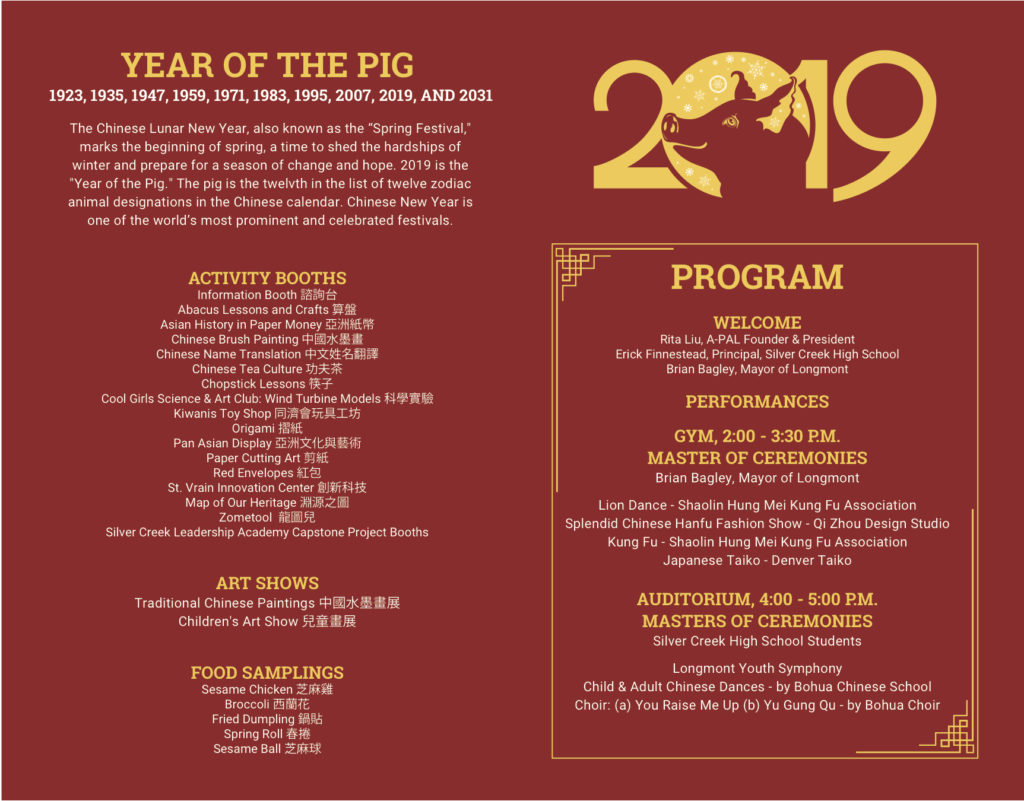 YEAR OF THE PIG
1923, 1935, 1947, 1959, 1971, 1983, 1995, 2007, 2019, AND 2031
The Chinese Lunar New Year, also known as the “Spring Festival,"
marks the beginning of spring, a time to shed the hardships of
winter and prepare for a season of change and hope. 2019 is the
"Year of the Pig." The pig is the twelvth in the list of twelve zodiac
animal designations in the Chinese calendar. Chinese New Year is
one of the world’s most prominent and celebrated festivals.
ACTIVITY BOOTHS
Information Booth 諮詢台
Abacus Lessons and Crafts 算盤
Asian History in Paper Money 亞洲紙幣
Chinese Brush Painting 中國水墨畫
Chinese Name Translation 中文姓名翻譯
Chinese Tea Culture 功夫茶
Chopstick Lessons 筷子
Cool Girls Science & Art Club: Wind Turbine Models 科學實驗
Kiwanis Toy Shop 同濟會玩具工坊
Origami 摺紙
Pan Asian Display 亞洲文化與藝術
Paper Cutting Art 剪紙
Red Envelopes 紅包
St. Vrain Innovation Center 創新科技
Map of Our Heritage 淵源之圖
Zometool 龍圖兒
Silver Creek Leadership Academy Capstone Project Booths
ART SHOWS
Traditional Chinese Paintings 中國水墨畫展
Children's Art Show 兒童畫展
FOOD SAMPLINGS
Sesame Chicken 芝麻雞
Broccoli 西蘭花
Fried Dumpling 鍋貼
Spring Roll 春捲
Sesame Ball 芝麻球
2019
PROGRAM
WELCOME
Rita Liu, A-PAL Founder & President
Erick Finnestead, Principal, Silver Creek High School
Brian Bagley, Mayor of Longmont
PERFORMANCES
GYM, 2:00 - 3:30 P.M.
MASTER OF CEREMONIES
Brian Bagley, Mayor of Longmont
Lion Dance - Shaolin Hung Mei Kung Fu Association
Splendid Chinese Hanfu Fashion Show - Qi Zhou Design Studio
Kung Fu - Shaolin Hung Mei Kung Fu Association
Japanese Taiko - Denver Taiko
AUDITORIUM, 4:00 - 5:00 P.M.
MASTERS OF CEREMONIES
Silver Creek High School Students
Longmont Youth Symphony
Child & Adult Chinese Dances - by Bohua Chinese School
Choir: (a) You Raise Me Up (b) Yu Gung Qu - by Bohua Choir